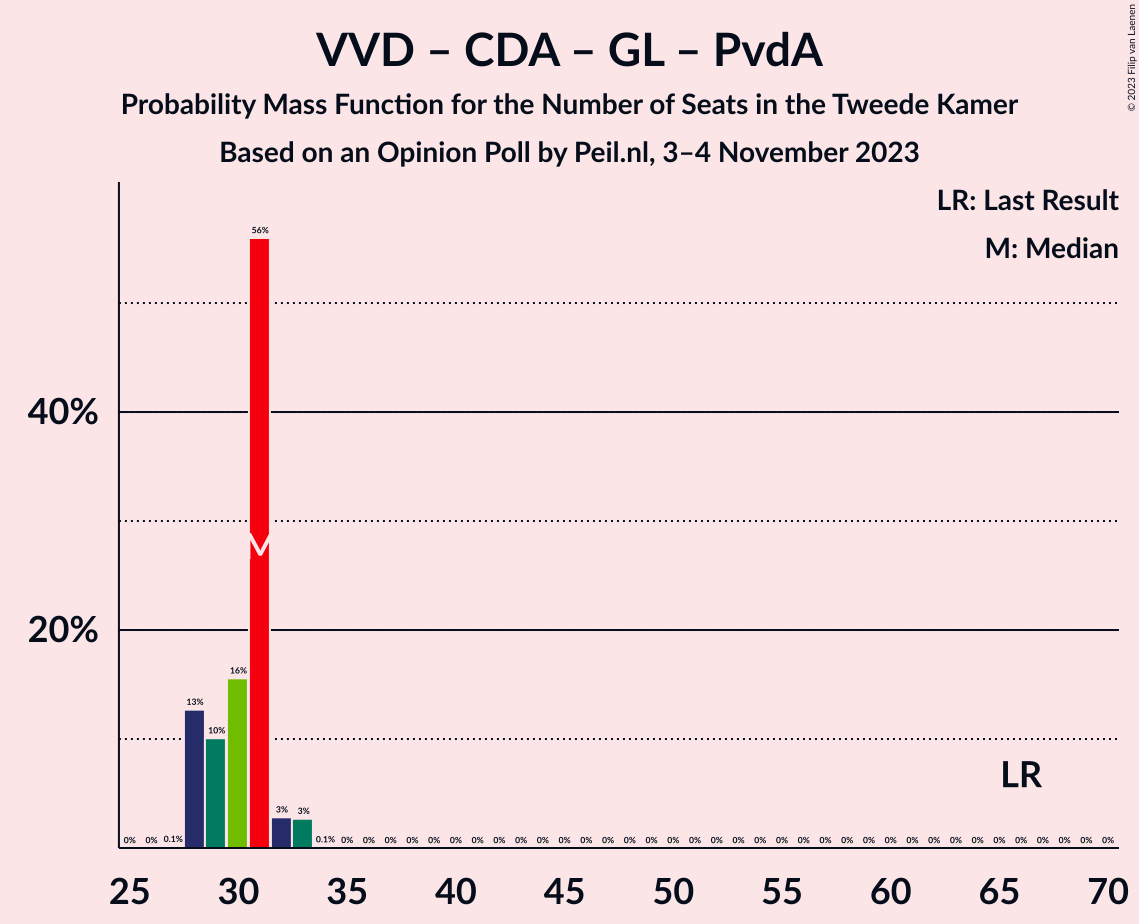 VVD – CDA – GL – PvdA
Probability Mass Function for the Number of Seats in the Tweede Kamer
Based on an Opinion Poll by Peil.nl, 3–4 November 2023
© 2023 Filip van Laenen
LR: Last Result
M: Median
56%
40%
M
20%
16%
13%
10%
LR
3% 3%
0% 0% 0.1% 0.1% 0% 0% 0% 0% 0% 0% 0% 0% 0% 0% 0% 0% 0% 0% 0% 0% 0% 0% 0% 0% 0% 0% 0% 0% 0% 0% 0% 0% 0% 0% 0% 0% 0% 0% 0% 0%
25 30 35 40 45 50 55 60 65 70